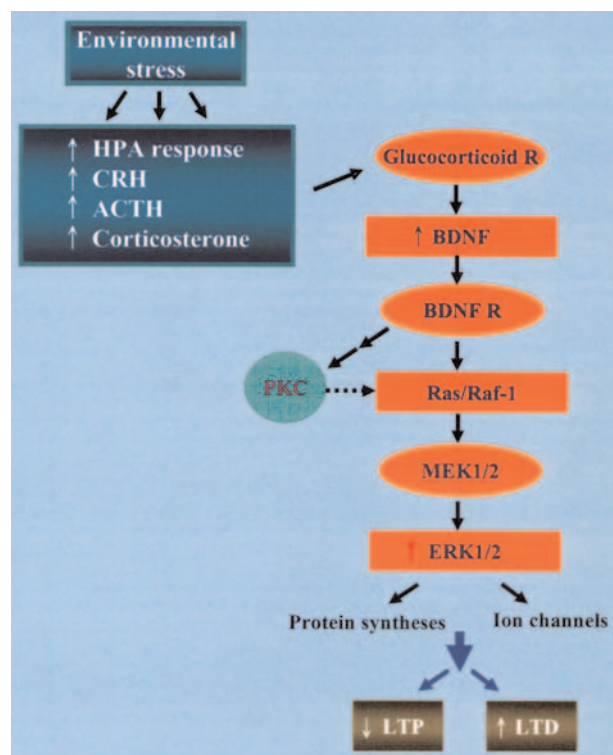 Environmental
stress
↑ HPA response
↑ CRH
↑ ACTH
↑ Corticosterone
Glucocorticoid R
↑ BDNF
BDNF R
PKC
Ras/Raf-1
MEK1/2
↑ ERK1/2
Protein syntheses
Ion channels
↓ LTP
↑ LTD